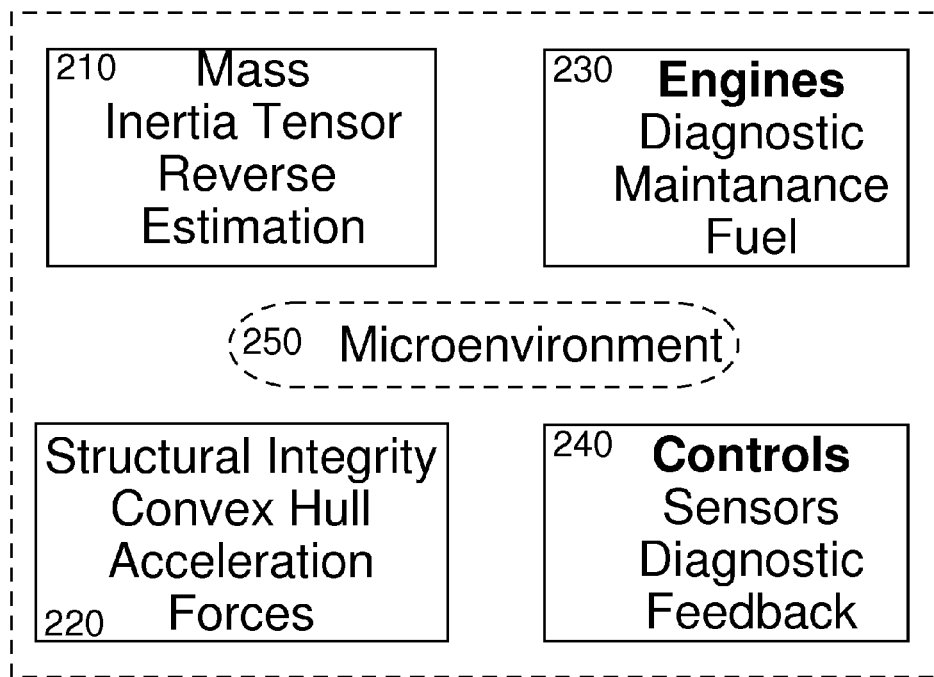 210 Mass
Inertia Tensor
Reverse
Estimation
230 Engines
Diagnostic
Maintanance
Fuel
250 Microenvironment
Structural Integrity
Convex Hull
Acceleration
220 Forces
240 Controls
Sensors
Diagnostic
Feedback